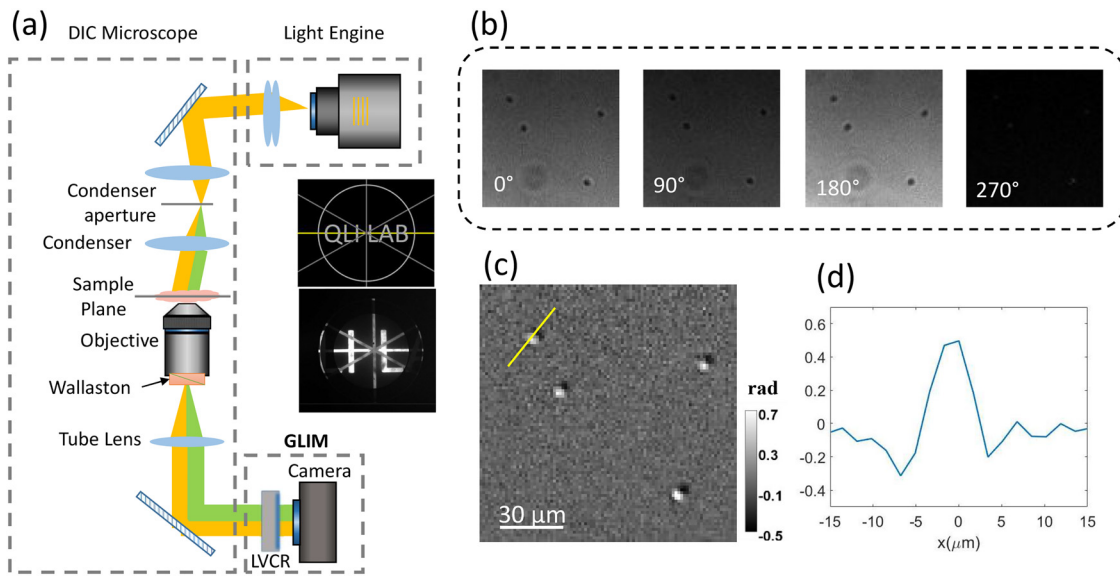 (a)
DIC Microscope
Light Engine
Condenser
aperture
Condenser
Sample
Plane
Objective
Wallaston
Tube Lens
GLIM
Camera
LVCR
QLI LAB
(b)
0°
90°
180°
270°
(c)
30 μm
rad
0.7
0.3
-0.1
-0.5
(d)
0.6
0.4
0.2
0
-0.2
-0.4
-15
-10
-5
0
5
10
15
x(μm)